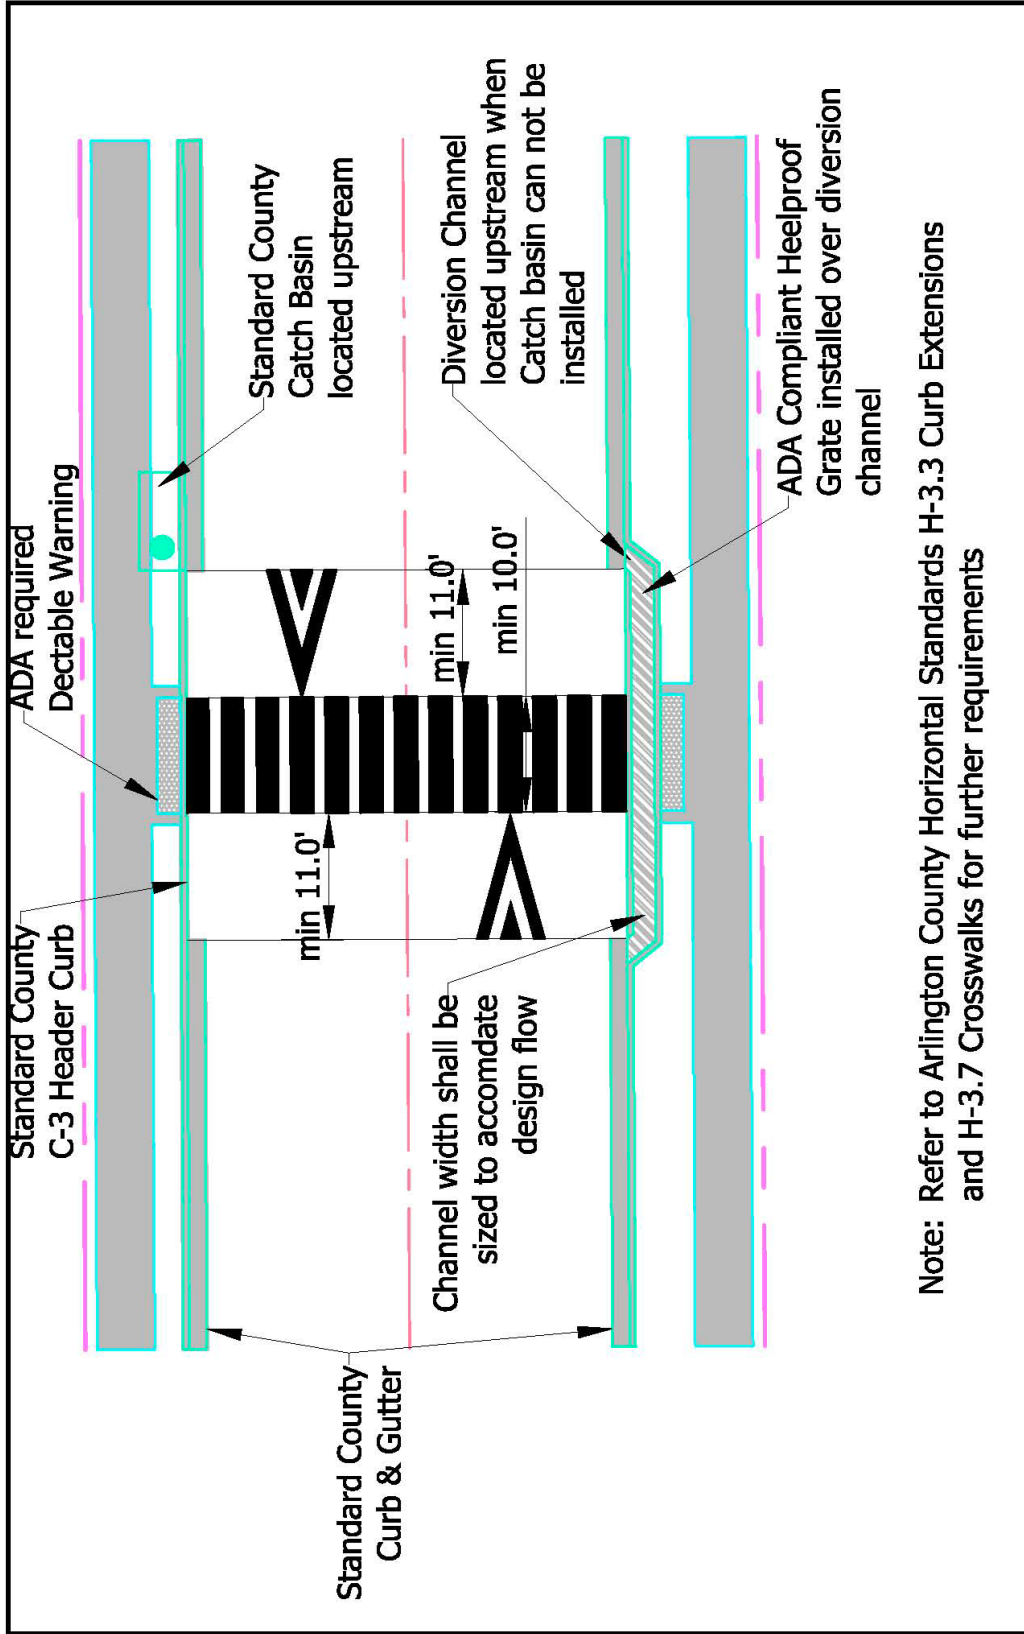 Standard County
C-3 Header Curb
ADA required
Dectable Warning
Standard County
Catch Basin
located upstream
min 11.0'
min 11.0'
min 10.0'
Standard County
Curb & Gutter
Channel width shall be
sized to accomdate
design flow
Diversion Channel
located upstream when
Catch basin can not be
installed
ADA Compliant Heelproof
Grate installed over diversion
channel
Note: Refer to Arlington County Horizontal Standards H-3.3 Curb Extensions
and H-3.7 Crosswalks for further requirements